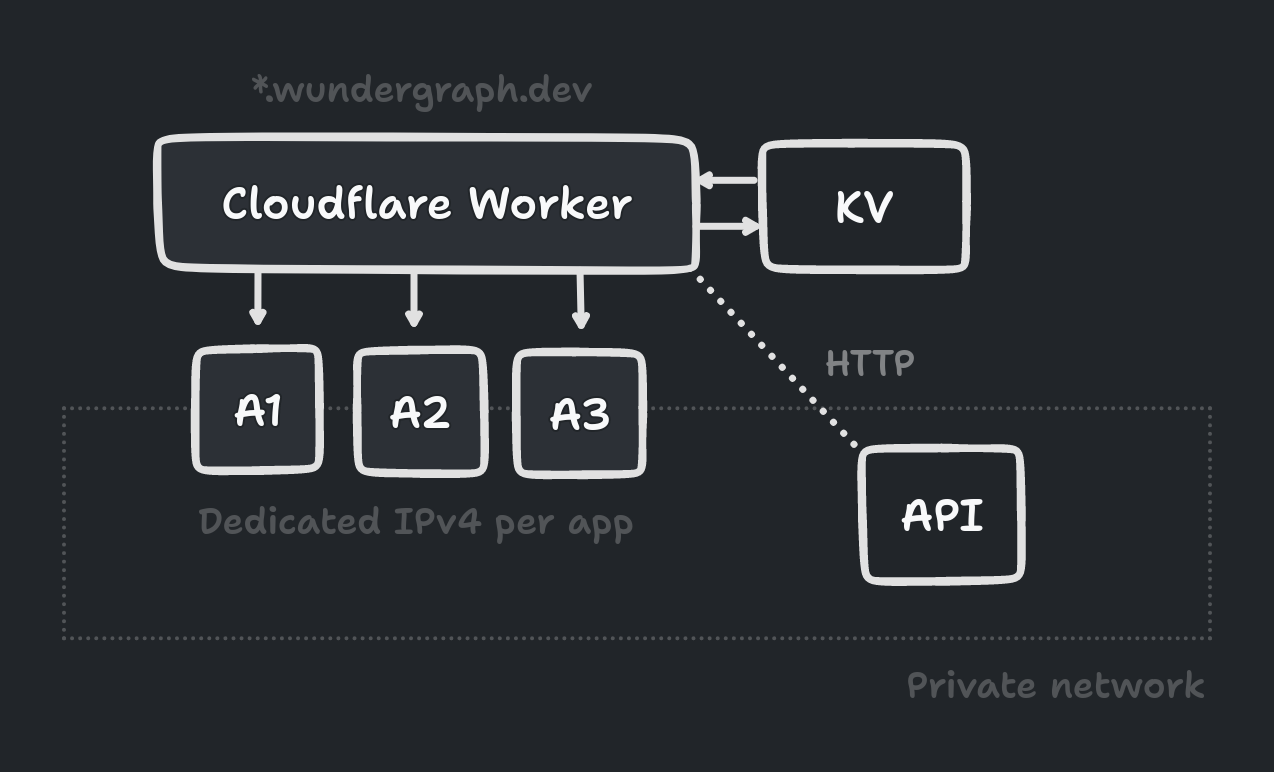 *.wundergraph.dev
Cloudflare Worker
KV
HTTP
A1
A2
A3
Dedicated IPv4 per app
API
Private network